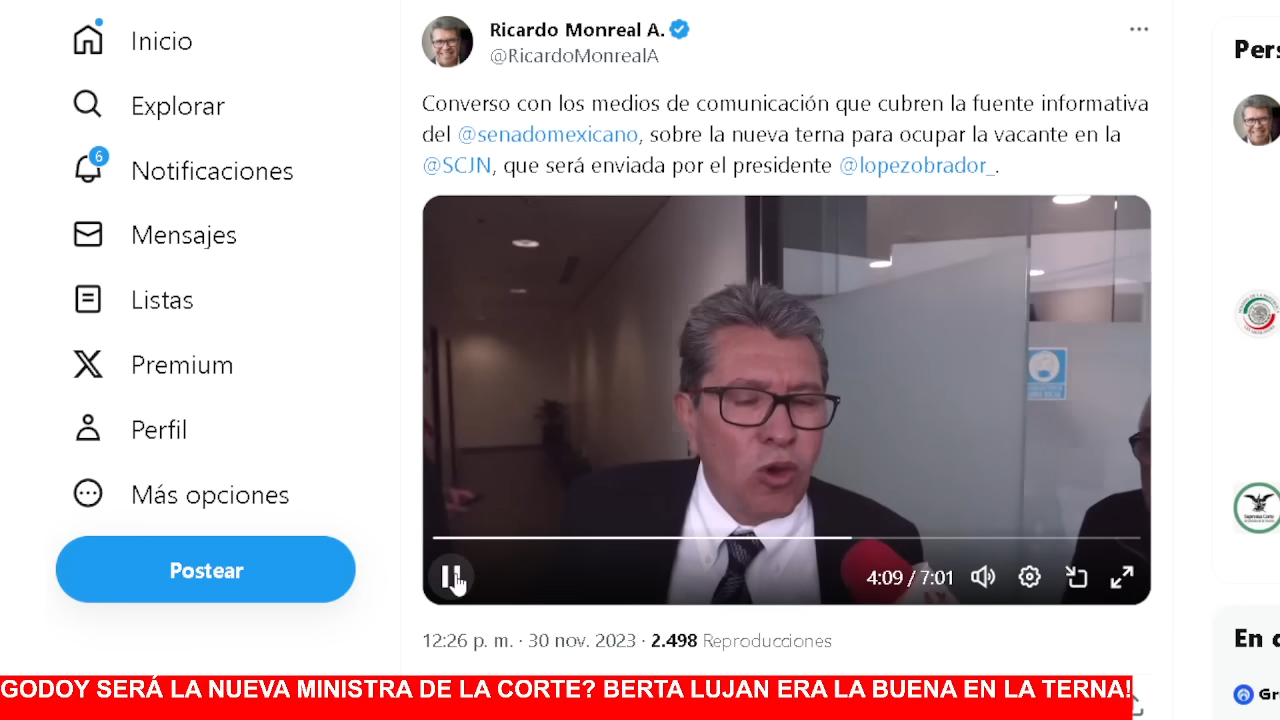 Inicio
Explorar
6
Notificaciones
Mensajes
Listas
Premium
Perfil
Más opciones
Postear
Ricardo Monreal A.
@RicardoMonrealA
Converso con los medios de comunicación que cubren la fuente informativa
del @senadomexicano, sobre la nueva terna para ocupar la vacante en la
@SCJN, que será enviada por el presidente @lopezobrador_.
4:09 / 7:01
12:26 p. m. · 30 nov. 2023 · 2.498 Reproducciones
Pers
En
Gr
GODOY SERÁ LA NUEVA MINISTRA DE LA CORTE? BERTA LUJAN ERA LA BUENA EN LA TERNA!